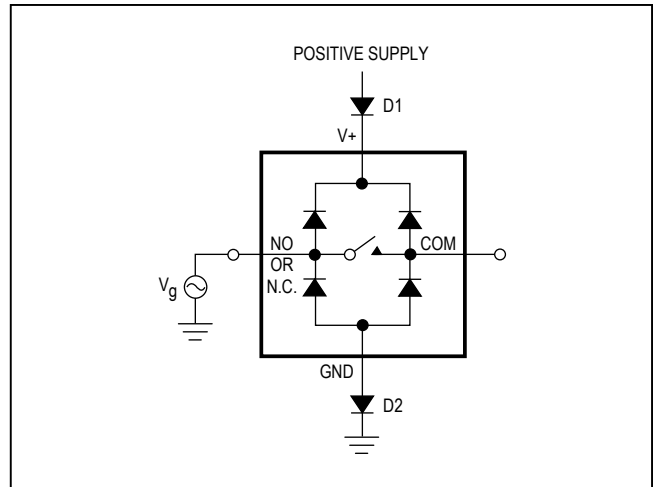 POSITIVE SUPPLY
D1
V+
NO
COM
OR
N.C.
Vg
GND
D2